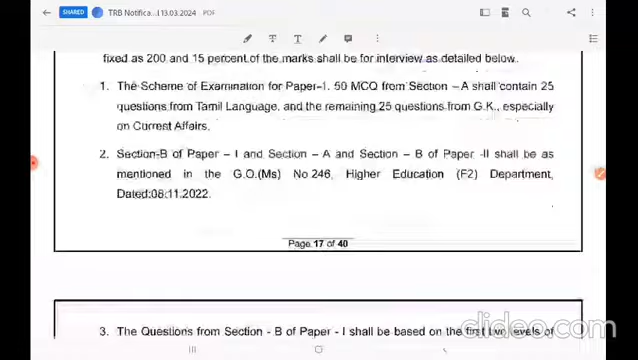 SHARED
TRB Notifica...l 13.03.2024 PDF
fixed as 200 and 15 percent of the marks shall be for interview as detailed below.
1. The Scheme of Examination for Paper-1. 50 MCQ from Section –A shall contain 25
questions from Tamil Language, and the remaining 25 questions from G.K., especially
on Current Affairs.
2. Section-B of Paper – I and Section – A and Section – B of Paper -II shall be as
mentioned in the G.O.(Ms) No.246, Higher Education (F2) Department,
Dated:08.11.2022.
Page 17 of 40
clideo.com
3. The Questions from Section - B of Paper - I shall be based on the first two levels of